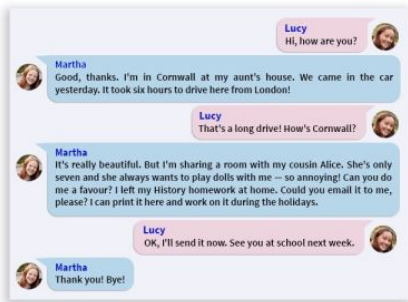 Lucy
Hi, how are you?
Martha
Good, thanks. I'm in Cornwall at my aunt's house. We came in the car
yesterday. It took six hours to drive here from London!
Lucy
That's a long drive! How's Cornwall?
Martha
It's really beautiful. But I'm sharing a room with my cousin Alice. She's only
seven and she always wants to play dolls with me – so annoying! Can you do
me a favour? I left my History homework at home. Could you email it to me,
please? I can print it here and work on it during the holidays.
Lucy
OK, I'll send it now. See you at school next week.
Martha
Thank you! Bye!